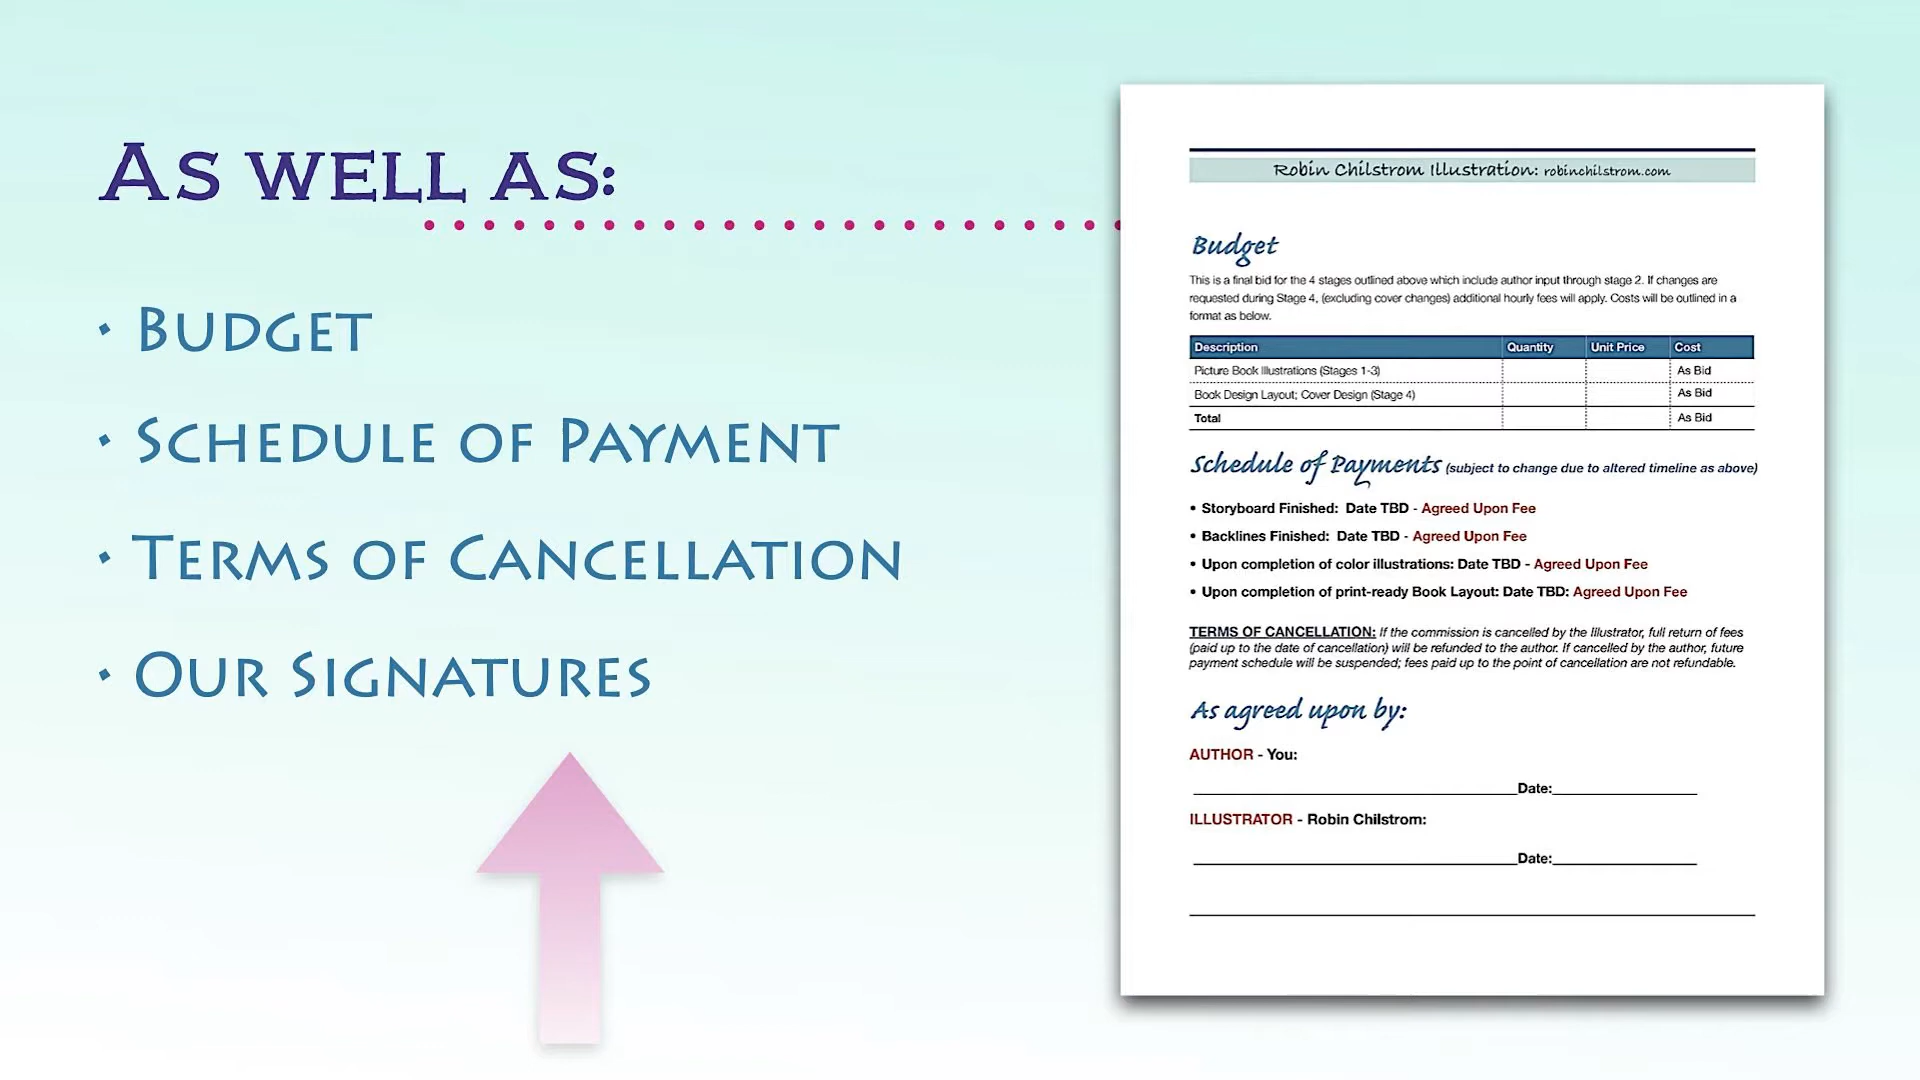 As well as:
• Budget
• Schedule of Payment
• Terms of Cancellation
• Our Signatures
Robin Chilstrom Illustration: robinchilstrom.com
Budget
This is a final bid for the 4 stages outlined above which include author input through stage 2. If changes are
requested during Stage 4, (excluding cover changes) additional hourly fees will apply. Costs will be outlined in a
format as below.
Description Quantity Unit Price Cost
Picture Book Illustrations (Stages 1-3) As Bid
Book Design Layout; Cover Design (Stage 4) As Bid
Total As Bid
Schedule of Payments (subject to change due to altered timeline as above)
• Storyboard Finished: Date TBD - Agreed Upon Fee
• Backlines Finished: Date TBD - Agreed Upon Fee
• Upon completion of color illustrations: Date TBD - Agreed Upon Fee
• Upon completion of print-ready Book Layout: Date TBD: Agreed Upon Fee
TERMS OF CANCELLATION: If the commission is cancelled by the Illustrator, full return of fees
(paid up to the date of cancellation) will be refunded to the author. If cancelled by the author, future
payment schedule will be suspended; fees paid up to the point of cancellation are not refundable.
As agreed upon by:
AUTHOR - You:
Date:
ILLUSTRATOR - Robin Chilstrom:
Date: